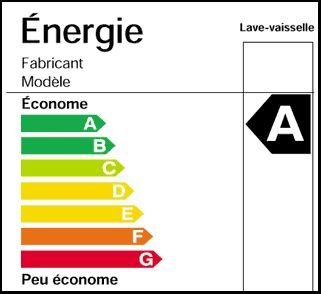 Énergie
Lave-vaisselle
Fabricant
Modèle
Économe
A
A
B
C
D
E
F
G
Peu économe